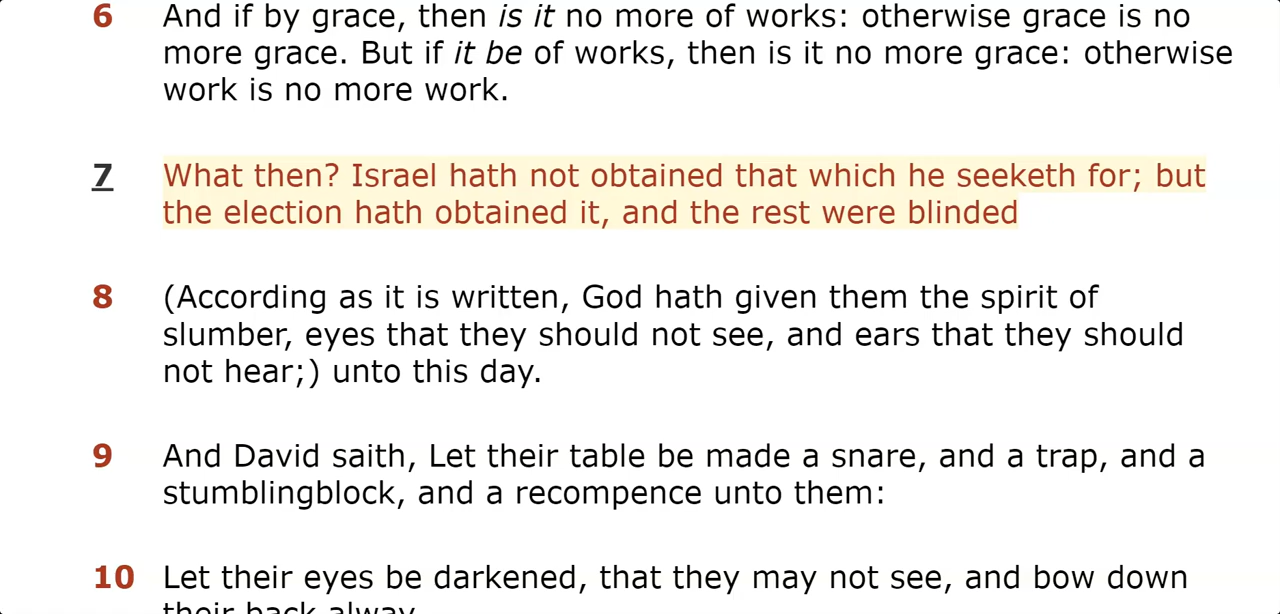 6 And if by grace, then is it no more of works: otherwise grace is no
more grace. But if it be of works, then is it no more grace: otherwise
work is no more work.
7 What then? Israel hath not obtained that which he seeketh for; but
the election hath obtained it, and the rest were blinded
8 (According as it is written, God hath given them the spirit of
slumber, eyes that they should not see, and ears that they should
not hear;) unto this day.
9 And David saith, Let their table be made a snare, and a trap, and a
stumblingblock, and a recompence unto them:
10 Let their eyes be darkened, that they may not see, and bow down
their back alway.